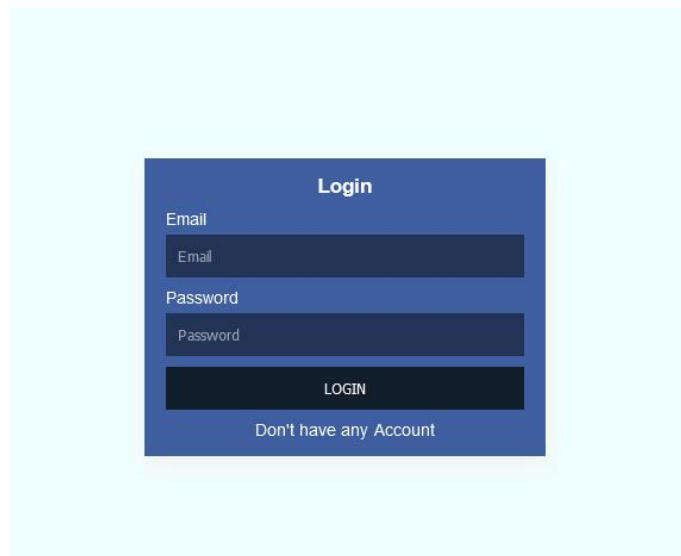 Login
Email
Email
Password
Password
LOGIN
Don't have any Account